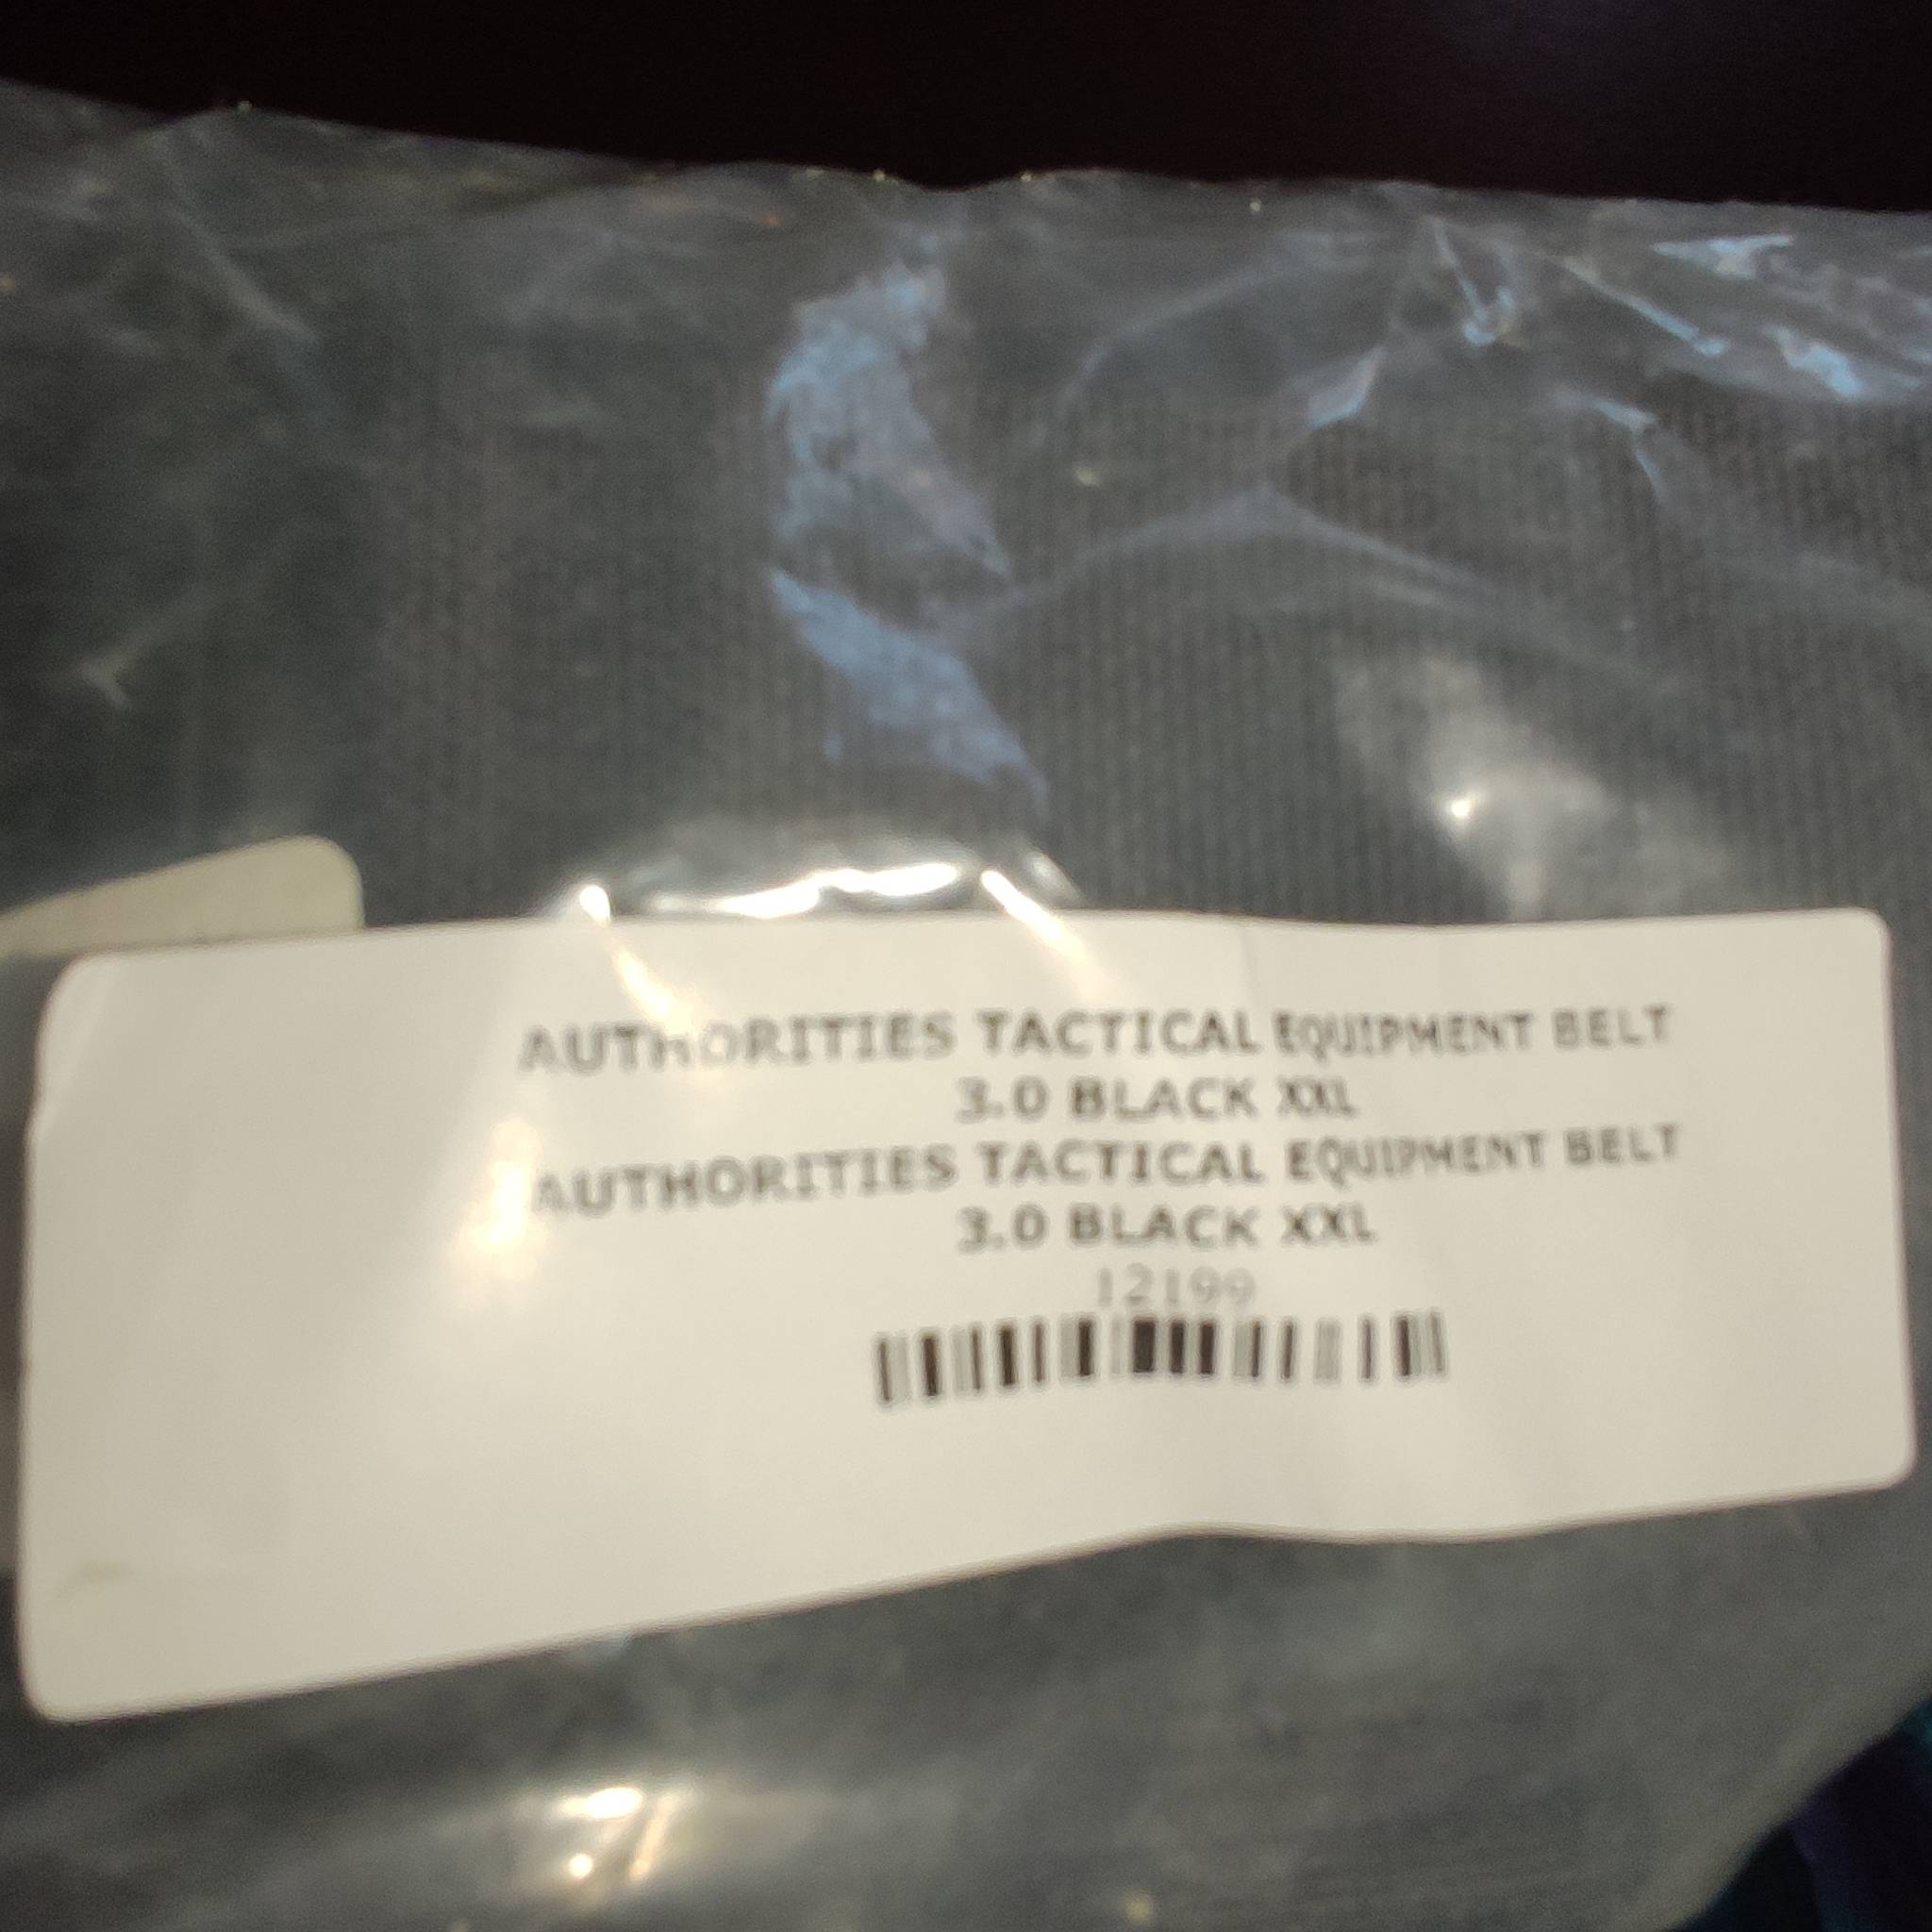 AUTHORITIES TACTICAL EQUIPMENT BELT
3.0 BLACK XXL
AUTHORITIES TACTICAL EQUIPMENT BELT
3.0 BLACK XXL
12199